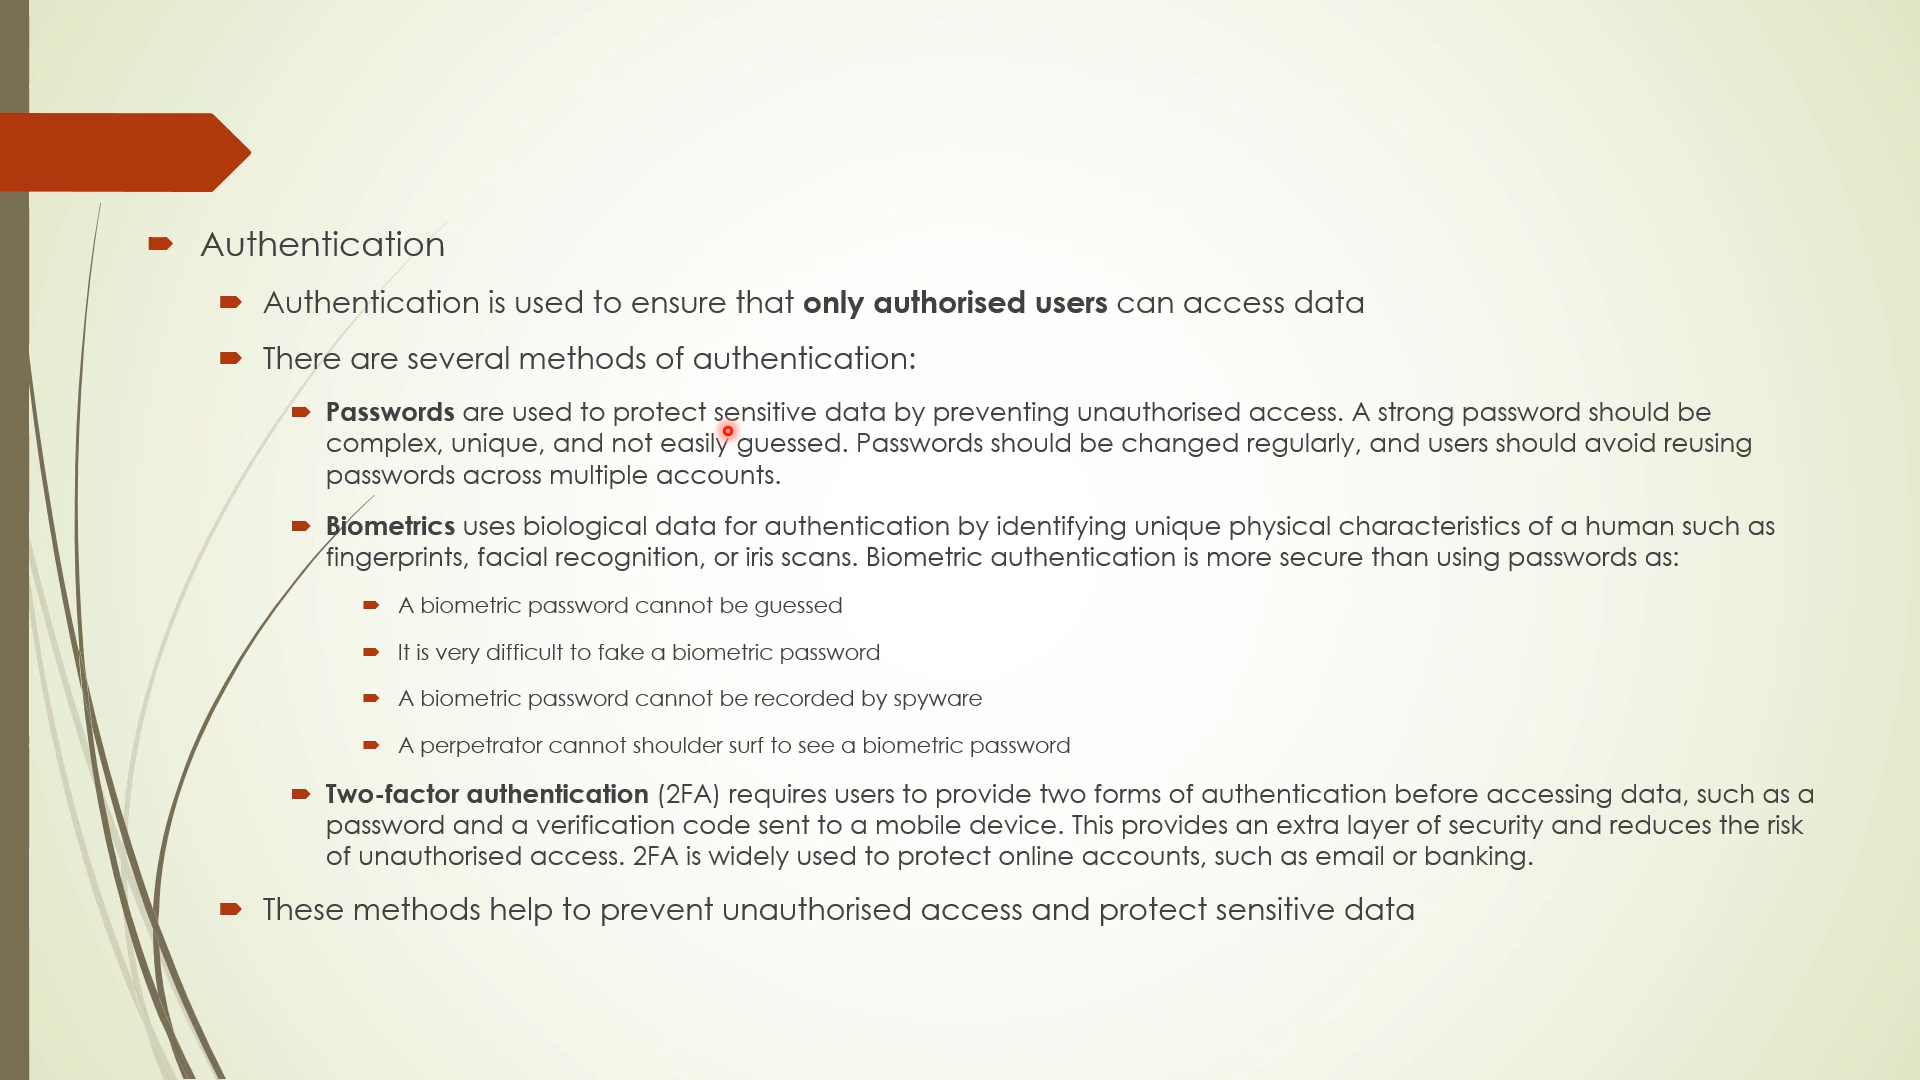 Authentication
Authentication is used to ensure that only authorised users can access data
There are several methods of authentication:
Passwords are used to protect sensitive data by preventing unauthorised access. A strong password should be
complex, unique, and not easily guessed. Passwords should be changed regularly, and users should avoid reusing
passwords across multiple accounts.
Biometrics uses biological data for authentication by identifying unique physical characteristics of a human such as
fingerprints, facial recognition, or iris scans. Biometric authentication is more secure than using passwords as:
A biometric password cannot be guessed
It is very difficult to fake a biometric password
A biometric password cannot be recorded by spyware
A perpetrator cannot shoulder surf to see a biometric password
Two-factor authentication (2FA) requires users to provide two forms of authentication before accessing data, such as a
password and a verification code sent to a mobile device. This provides an extra layer of security and reduces the risk
of unauthorised access. 2FA is widely used to protect online accounts, such as email or banking.
These methods help to prevent unauthorised access and protect sensitive data